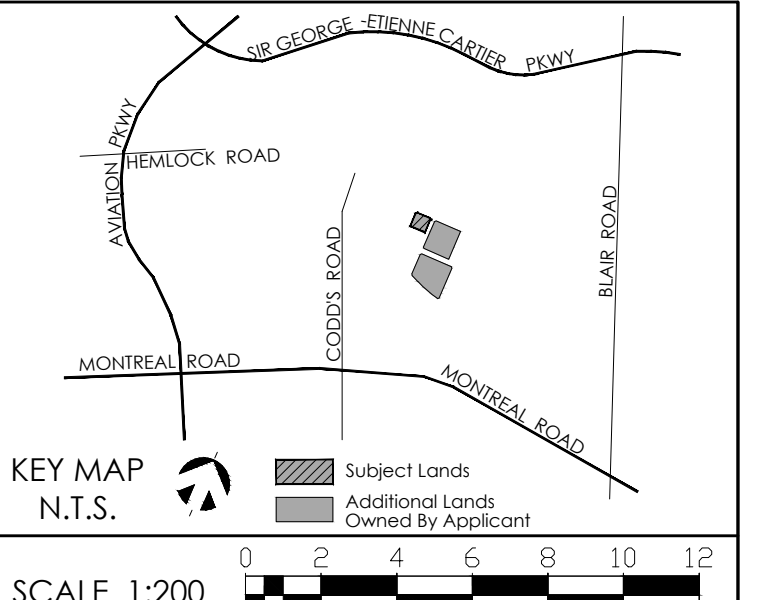 SIR GEORGE -ETIENNE CARTIER PKWY
AVIATION PKWY
HEMLOCK ROAD
CODD'S ROAD
BLAIR ROAD
MONTREAL ROAD
MONTREAL ROAD
KEY MAP
N.T.S.
Subject Lands
Additional Lands
Owned By Applicant
0 2 4 6 8 10 12
SCALE 1:200